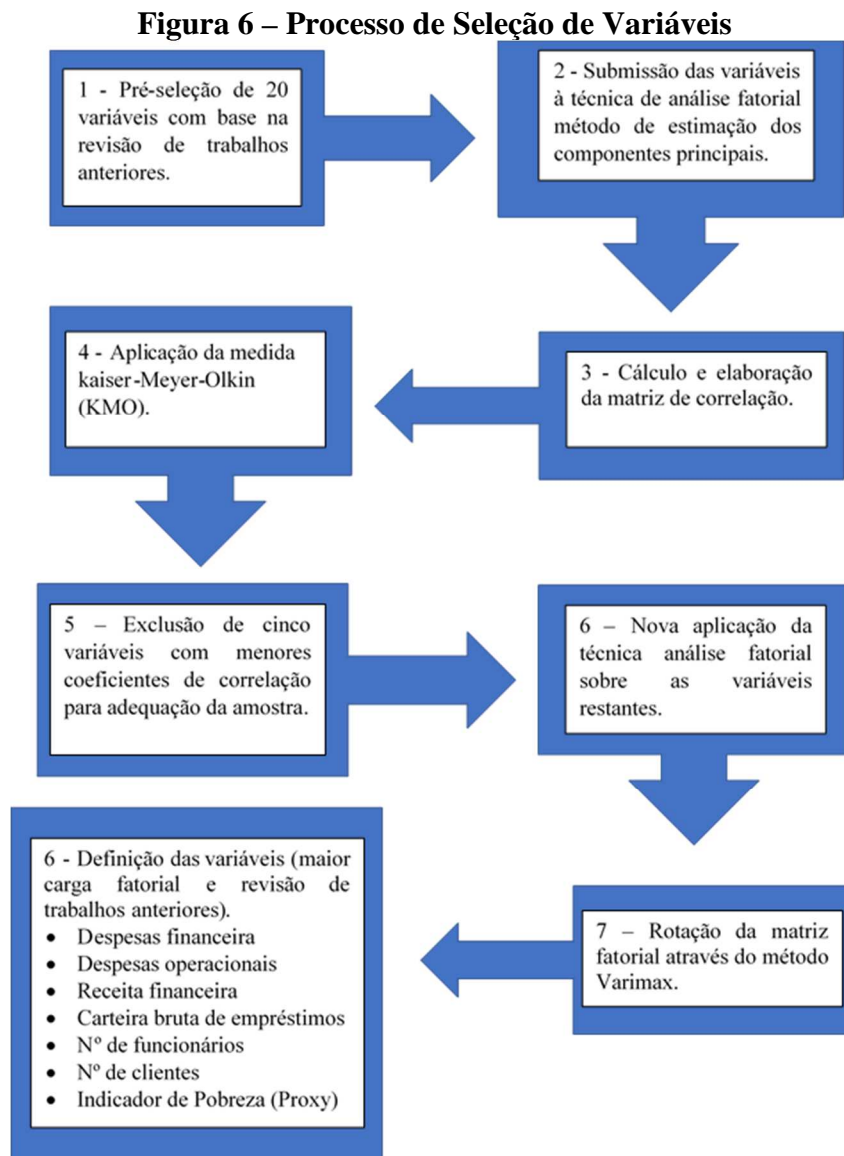 Figura 6 – Processo de Seleção de Variáveis
1 - Pré-seleção de 20
variáveis com base na
revisão de trabalhos
anteriores.
2 - Submissão das variáveis
à técnica de análise fatorial
método de estimação dos
componentes principais.
3 - Cálculo e elaboração
da matriz de correlação.
4 - Aplicação da medida
kaiser-Meyer-Olkin
(KMO).
5 – Exclusão de cinco
variáveis com menores
coeficientes de correlação
para adequação da amostra.
6 – Nova aplicação da
técnica análise fatorial
sobre as variáveis
restantes.
7 – Rotação da matriz
fatorial através do método
Varimax.
6 - Definição das variáveis (maior
carga fatorial e revisão de
trabalhos anteriores).
• Despesas financeira
• Despesas operacionais
• Receita financeira
• Carteira bruta de empréstimos
• Nº de funcionários
• Nº de clientes
• Indicador de Pobreza (Proxy)